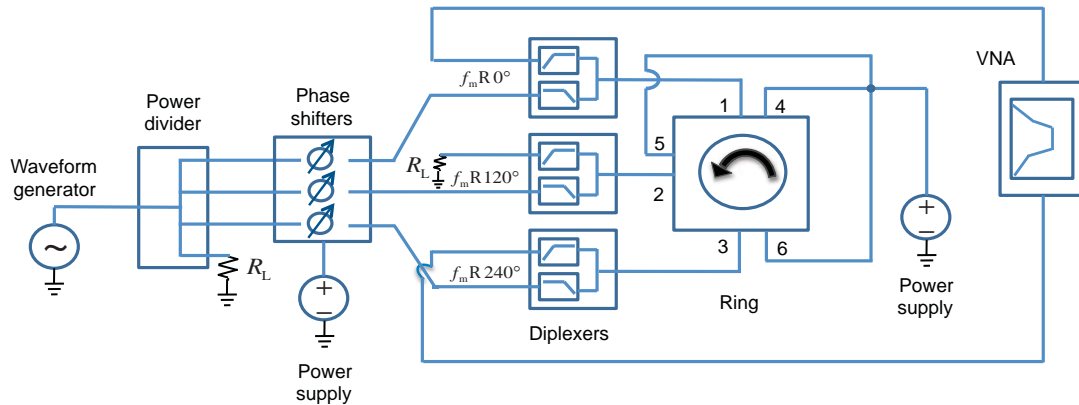 VNA
f_m R 0°
Power
divider
Phase
shifters
1
4
Waveform
generator
5
R_L
f_m R 120°
2
+
−
~
3
6
R_L
f_m R 240°
+
−
Ring
Power
supply
Diplexers
Power
supply